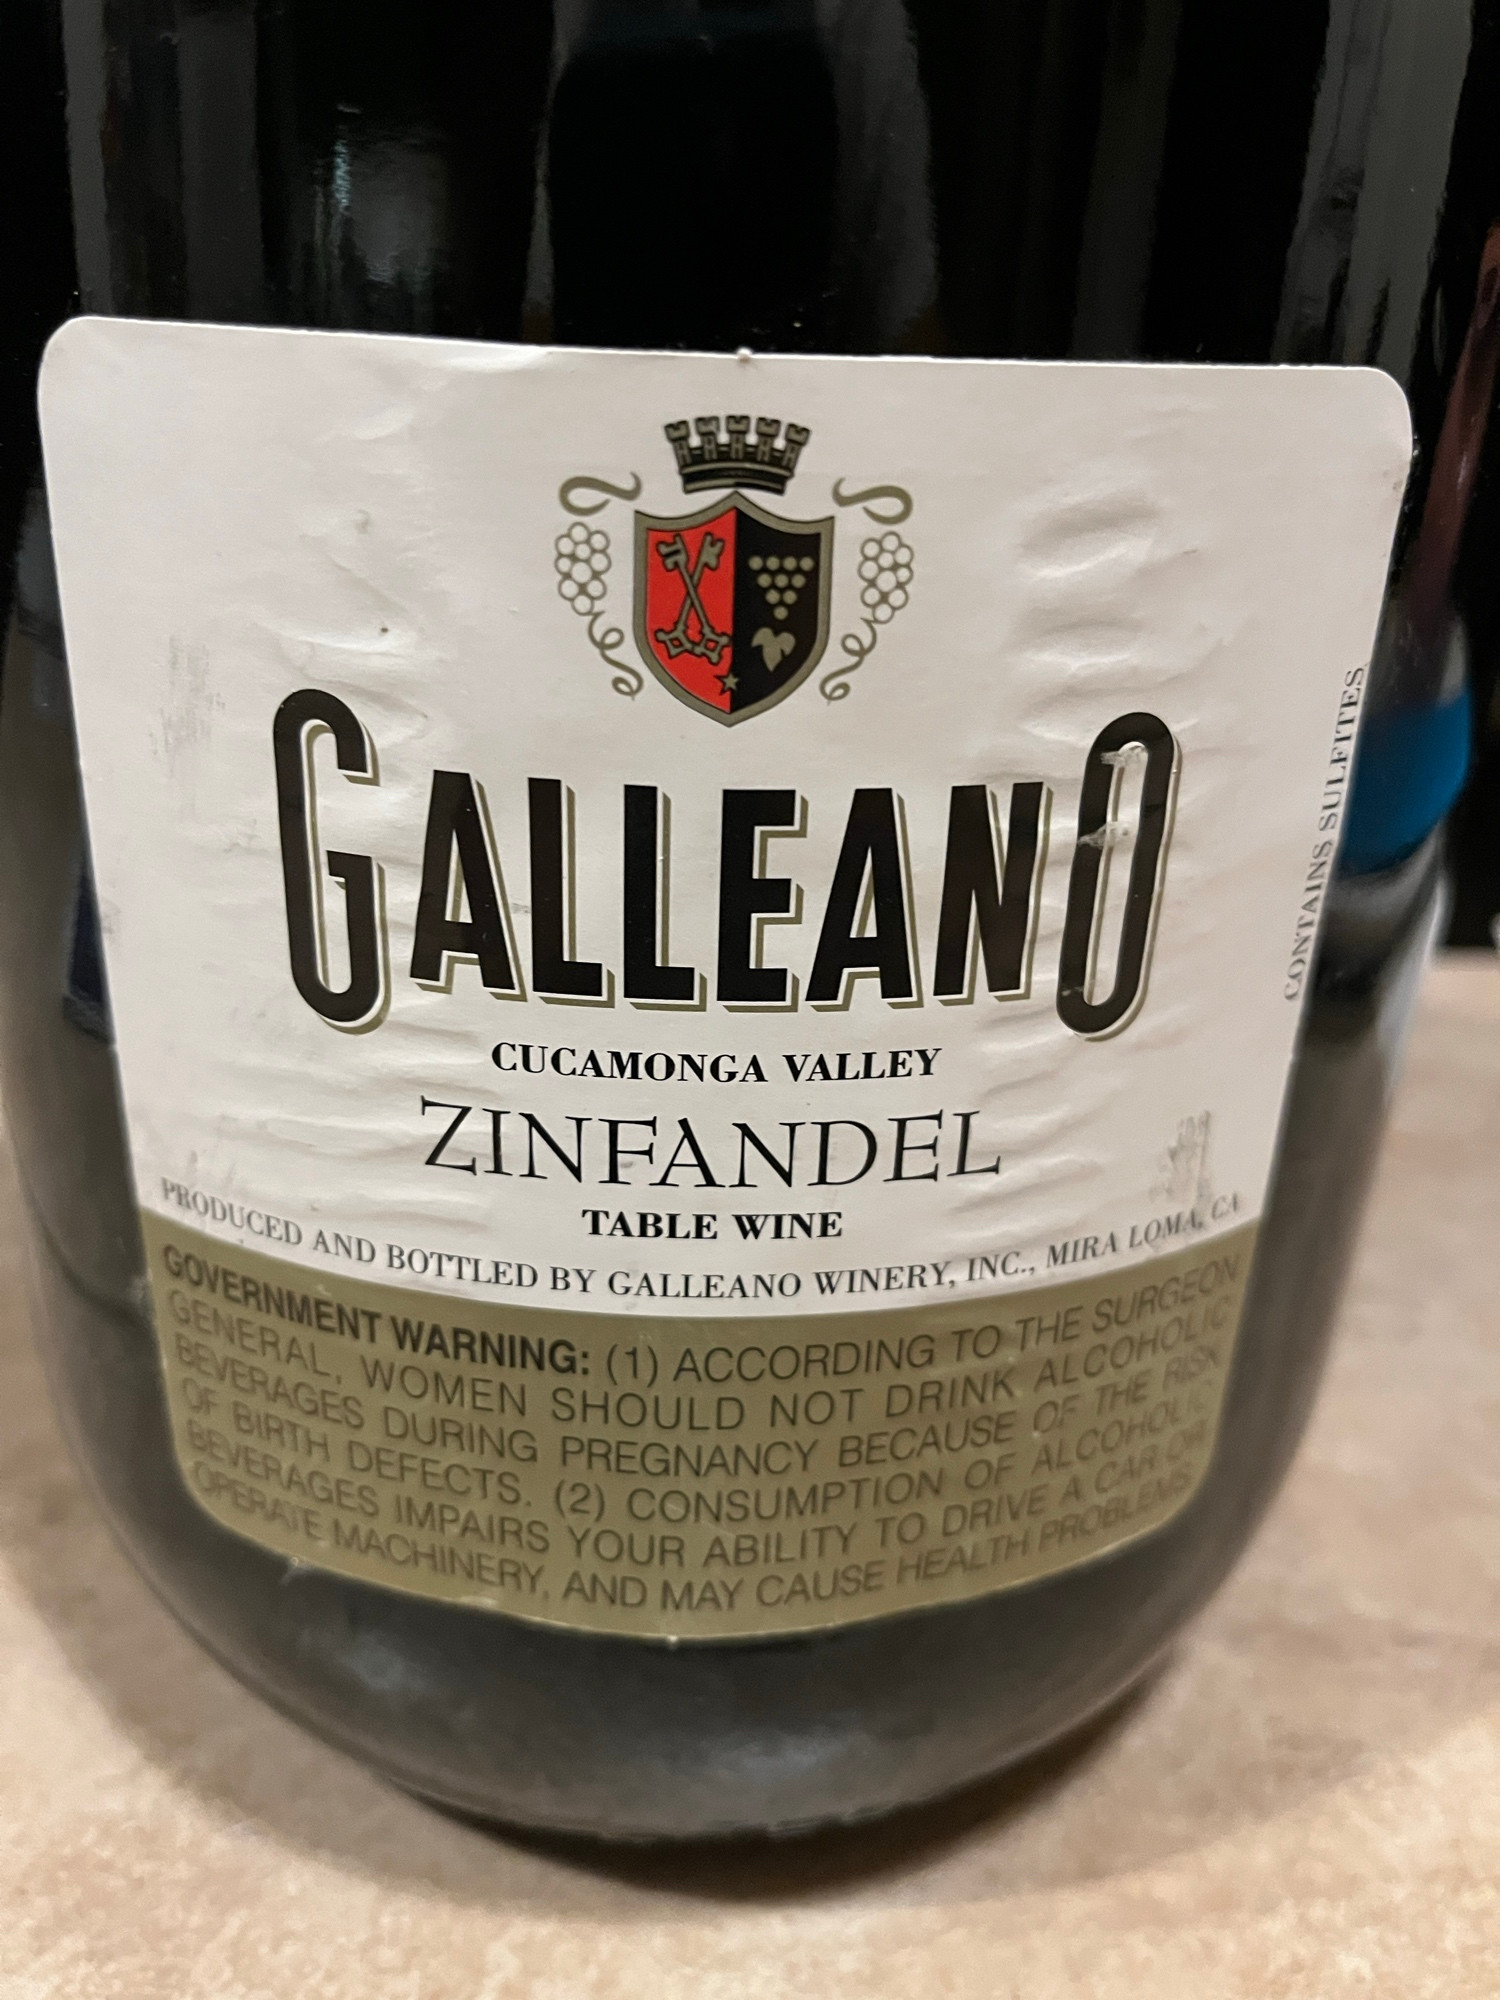 GALLEANO
CUCAMONGA VALLEY
ZINFANDEL
TABLE WINE
PRODUCED AND BOTTLED BY GALLEANO WINERY, INC., MIRA LOMA, CA
CONTAINS SULFITES
GOVERNMENT WARNING: (1) ACCORDING TO THE SURGEON
GENERAL, WOMEN SHOULD NOT DRINK ALCOHOLIC
BEVERAGES DURING PREGNANCY BECAUSE OF THE RISK
OF BIRTH DEFECTS. (2) CONSUMPTION OF ALCOHOLIC
BEVERAGES IMPAIRS YOUR ABILITY TO DRIVE A CAR OR
OPERATE MACHINERY, AND MAY CAUSE HEALTH PROBLEMS.